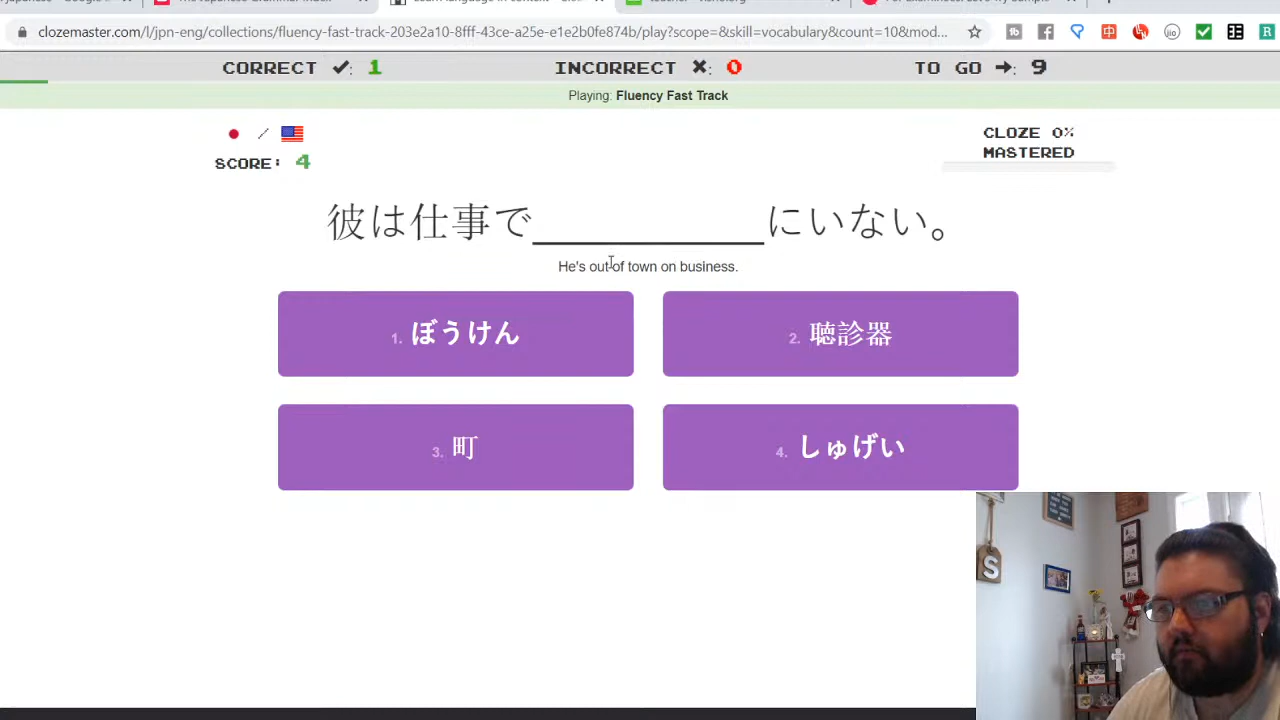 clozemaster.com/l/jpn-eng/collections/fluency-fast-track-2032a10-8fff-43ce-a25e-e1e2b0fe874b/play?scope=&skill=vocabulary&count=10&mod...
CORRECT ✔: 1
INCORRECT ✖: 0
TO GO ➔: 9
Playing: Fluency Fast Track
SCORE: 4
CLOZE 0%
MASTERED
彼は仕事で________にいない。
He's out of town on business.
1. ぼうけん
2. 聴診器
3. 町
4. しゅげい
S